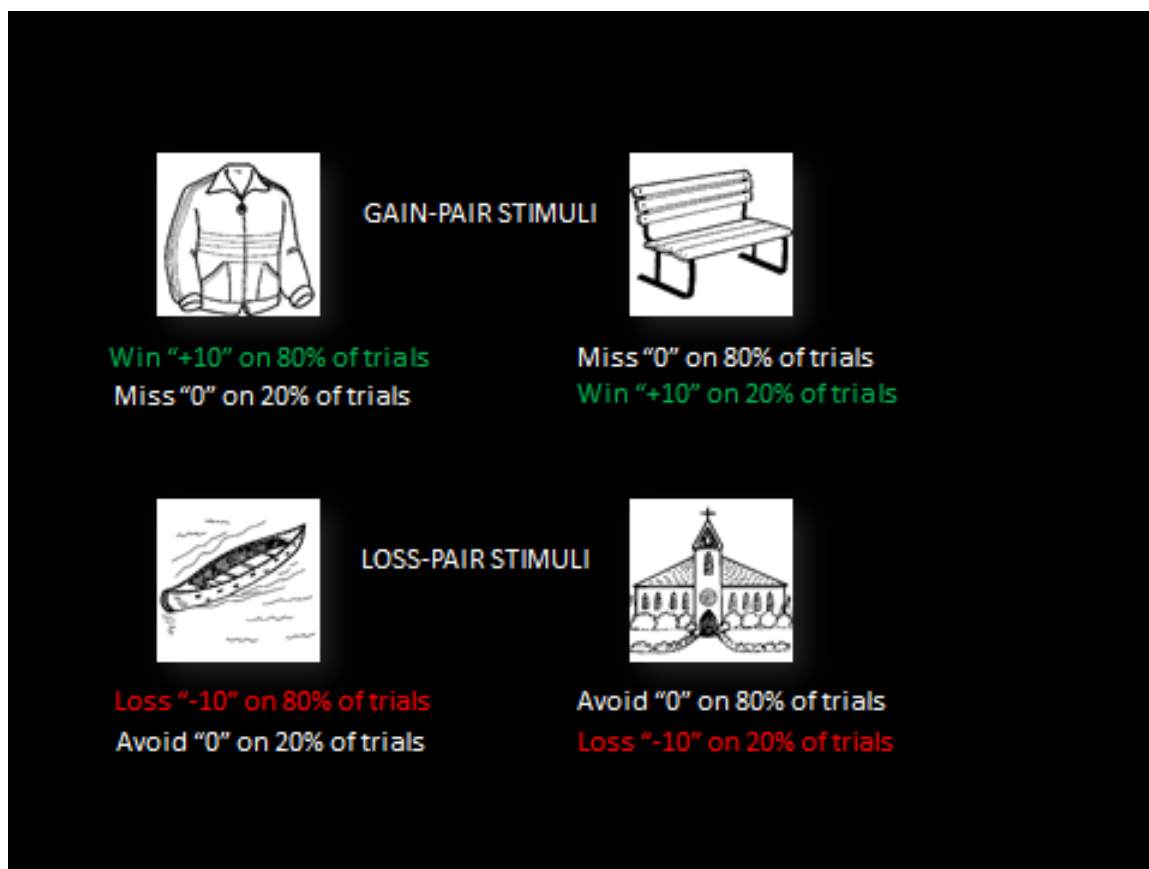 GAIN-PAIR STIMULI
Win “+10” on 80% of trials
Miss “0” on 20% of trials
Miss “0” on 80% of trials
Win “+10” on 20% of trials
LOSS-PAIR STIMULI
Loss “-10” on 80% of trials
Avoid “0” on 20% of trials
Avoid “0” on 80% of trials
Loss “-10” on 20% of trials